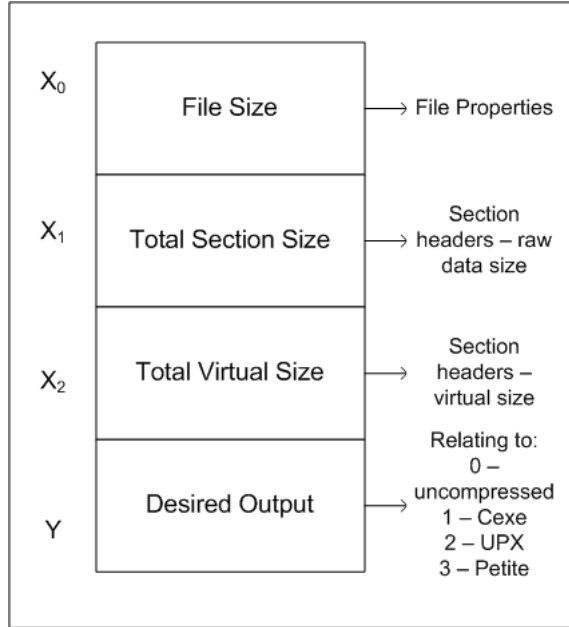 X0
File Size
File Properties
X1
Total Section Size
Section
headers – raw
data size
X2
Total Virtual Size
Section
headers –
virtual size
Y
Desired Output
Relating to:
0 –
uncompressed
1 – Cexe
2 – UPX
3 – Petite